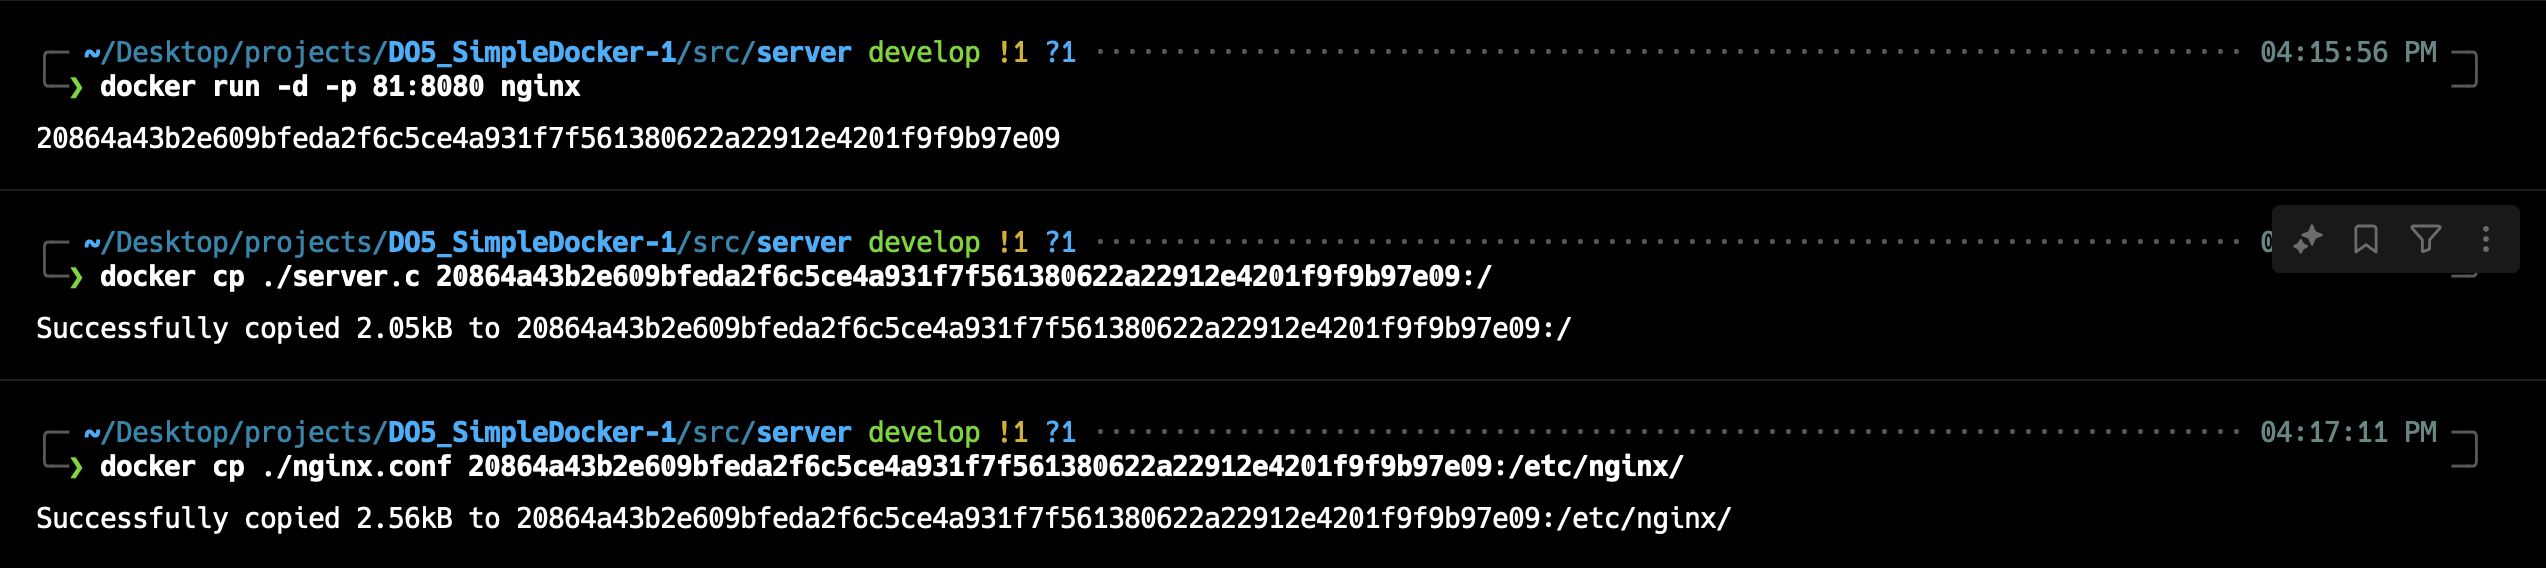 ~/Desktop/projects/DO5_SimpleDocker-1/src/server develop !1 ?1 04:15:56 PM
❯ docker run -d -p 81:8080 nginx
20864a43b2e609bfeda2f6c5ce4a931f7f561380622a22912e4201f9f9b97e09
~/Desktop/projects/DO5_SimpleDocker-1/src/server develop !1 ?1 0
❯ docker cp ./server.c 20864a43b2e609bfeda2f6c5ce4a931f7f561380622a22912e4201f9f9b97e09:/
Successfully copied 2.05kB to 20864a43b2e609bfeda2f6c5ce4a931f7f561380622a22912e4201f9f9b97e09:/
~/Desktop/projects/DO5_SimpleDocker-1/src/server develop !1 ?1 04:17:11 PM
❯ docker cp ./nginx.conf 20864a43b2e609bfeda2f6c5ce4a931f7f561380622a22912e4201f9f9b97e09:/etc/nginx/
Successfully copied 2.56kB to 20864a43b2e609bfeda2f6c5ce4a931f7f561380622a22912e4201f9f9b97e09:/etc/nginx/